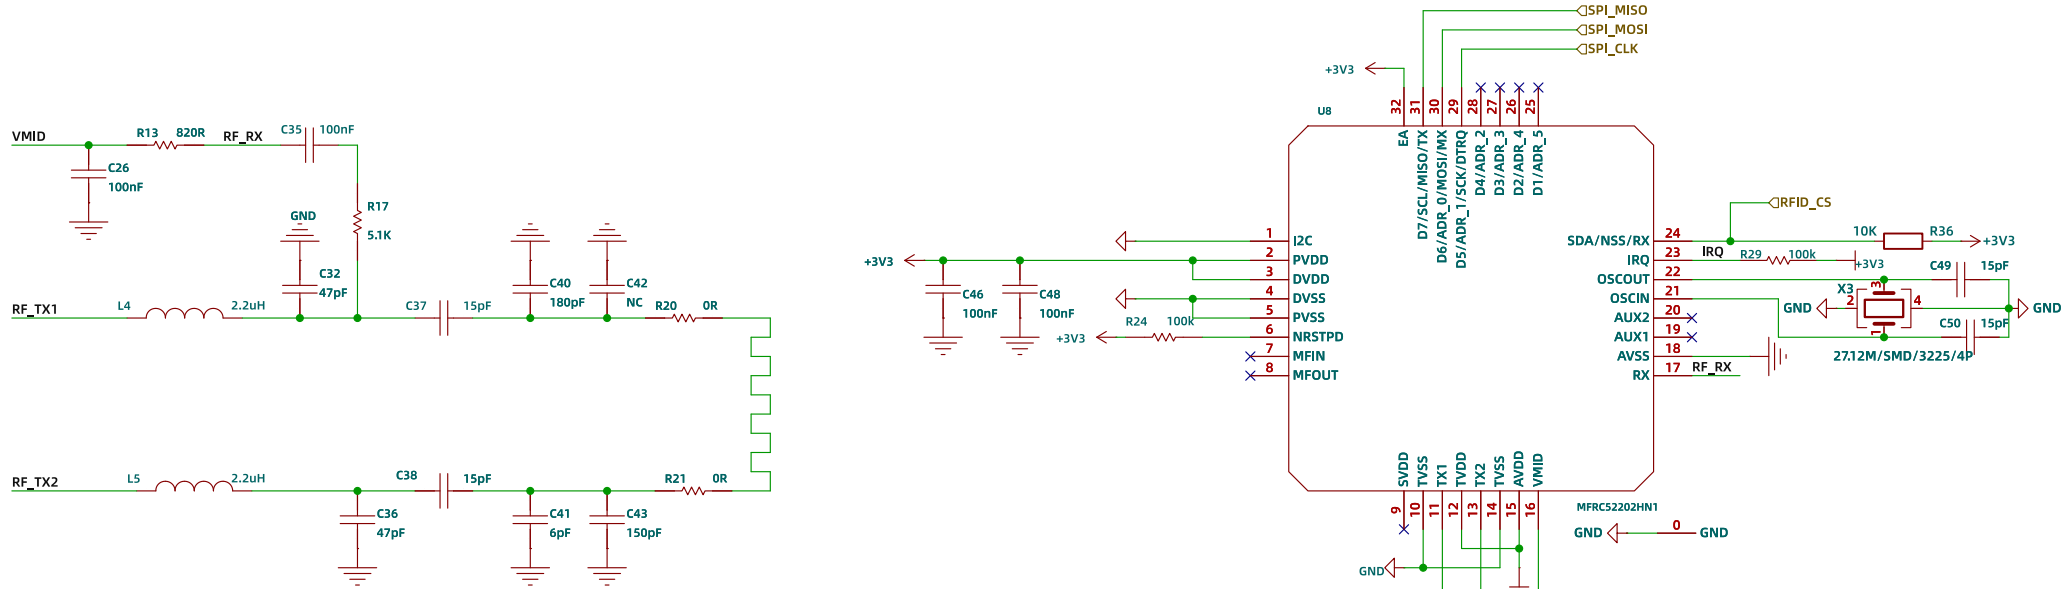 VMID
R13 820R
RF_RX
C35 100nF
C26
100nF
R17
5.1K
GND
C32
47pF
RF_TX1
L4 2.2uH
C37 15pF
C40
180pF
C42
NC
R20 0R
RF_TX2
L5 2.2uH
C38 15pF
C36
47pF
C41
6pF
C43
150pF
R21 0R
SPI_MISO
SPI_MOSI
SPI_CLK
+3V3
U8
32 31 30 29 28 27 26 25
EA
D7/SCL/MISO/TX
D6/ADR_0/MOSI/MX
D5/ADR_1/SCK/DTRQ
D4/ADR_2
D3/ADR_3
D2/ADR_4
D1/ADR_5
1 I2C
2 PVDD
3 DVDD
4 DVSS
5 PVSS
6 NRSTPD
7 MFIN
8 MFOUT
+3V3
C46
100nF
C48
100nF
R24 100k
+3V3
SDA/NSS/RX 24
IRQ 23
OSCOUT 22
OSCIN 21
AUX2 20
AUX1 19
AVSS 18
RX 17
RFID_CS
10K R36
+3V3
IRQ
R29 100k
+3V3
C49 15pF
X3
3
GND
2
4
GND
1
C50 15pF
27.12M/SMD/3225/4P
RF_RX
SVDD
TVSS
TX1
TVDD
TX2
TVSS
AVDD
VMID
9 10 11 12 13 14 15 16
MFRC52202HN1
GND 0 GND
GND